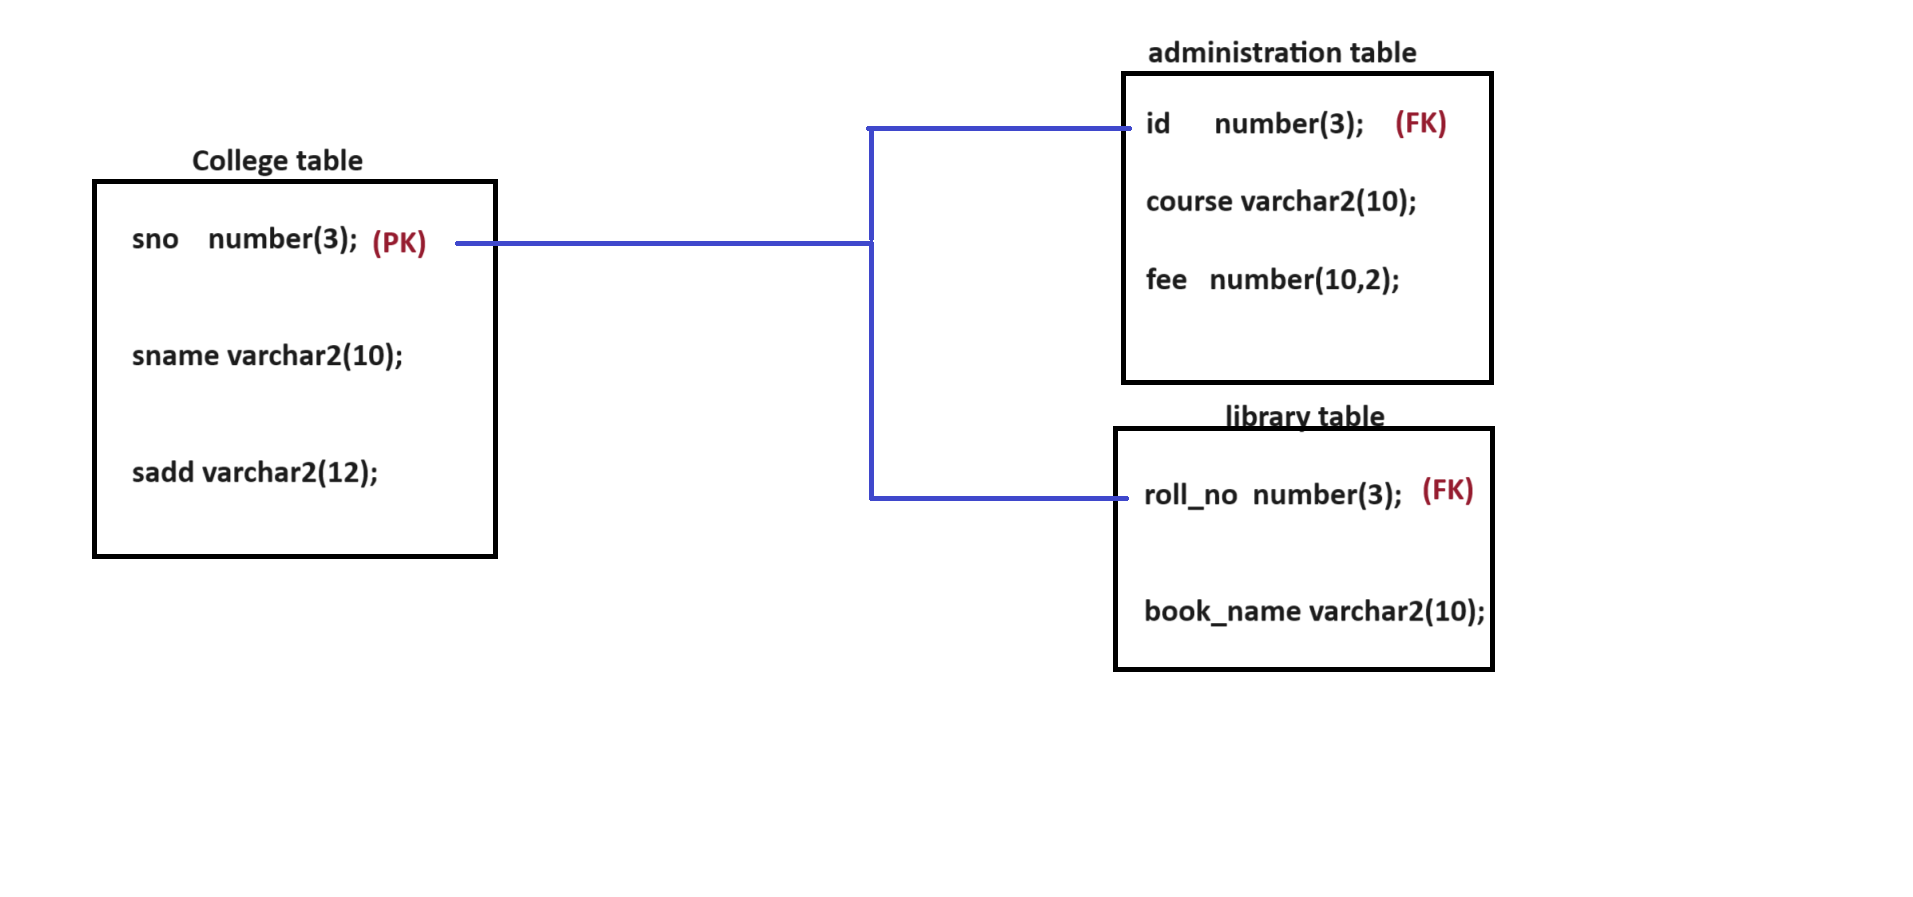 College table
sno number(3); (PK)
sname varchar2(10);
sadd varchar2(12);
administration table
id number(3); (FK)
course varchar2(10);
fee number(10,2);
library table
roll_no number(3); (FK)
book_name varchar2(10);